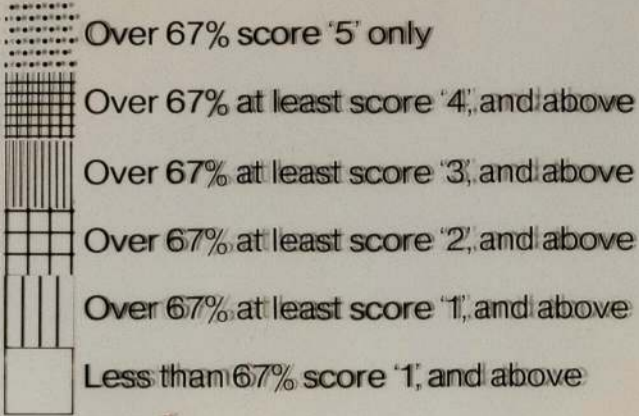 Over 67% score ‘5’ only
Over 67% at least score ‘4’, and above
Over 67% at least score ‘3’, and above
Over 67% at least score ‘2’, and above
Over 67% at least score ‘1’, and above
Less than 67% score ‘1’, and above